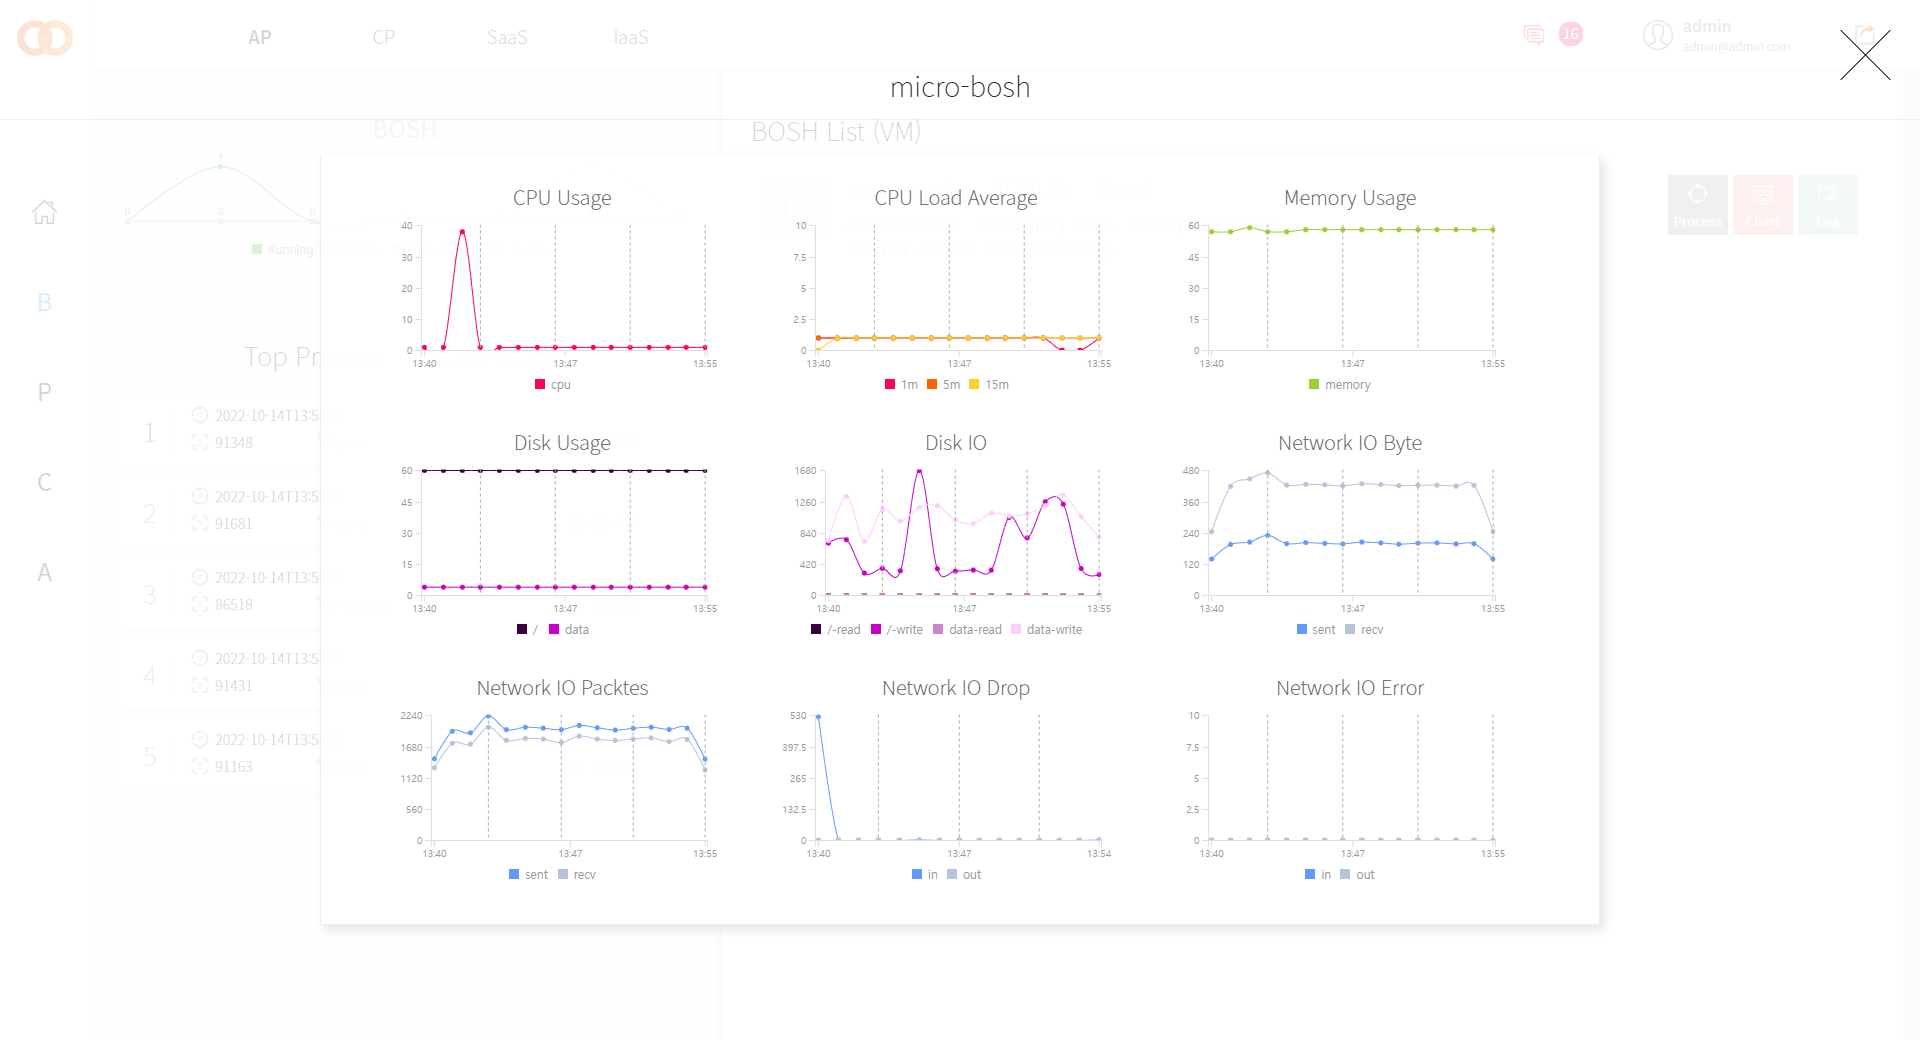 AP
CP
SaaS
IaaS
16
admin
admin@admin.com
micro-bosh
BOSH
BOSH List (VM)
Running
Process
Chart
Log
B
P
C
A
Top Process
1
2022-10-14T13:5
91348
2
2022-10-14T13:5
91681
3
2022-10-14T13:5
86518
4
2022-10-14T13:5
91431
5
2022-10-14T13:5
91163
CPU Usage
40
30
20
10
0
13:40 13:47 13:55
cpu
CPU Load Average
10
7.5
5
2.5
0
13:40 13:47 13:55
1m 5m 15m
Memory Usage
60
45
30
15
0
13:40 13:47 13:55
memory
Disk Usage
60
45
30
15
0
13:40 13:47 13:55
/ data
Disk IO
1680
1260
840
420
0
13:40 13:47 13:55
/-read /-write data-read data-write
Network IO Byte
480
360
240
120
0
13:40 13:47 13:55
sent recv
Network IO Packtes
2240
1680
1120
560
0
13:40 13:47 13:55
sent recv
Network IO Drop
530
397.5
265
132.5
0
13:40 13:47 13:54
in out
Network IO Error
10
7.5
5
2.5
0
13:40 13:47 13:55
in out